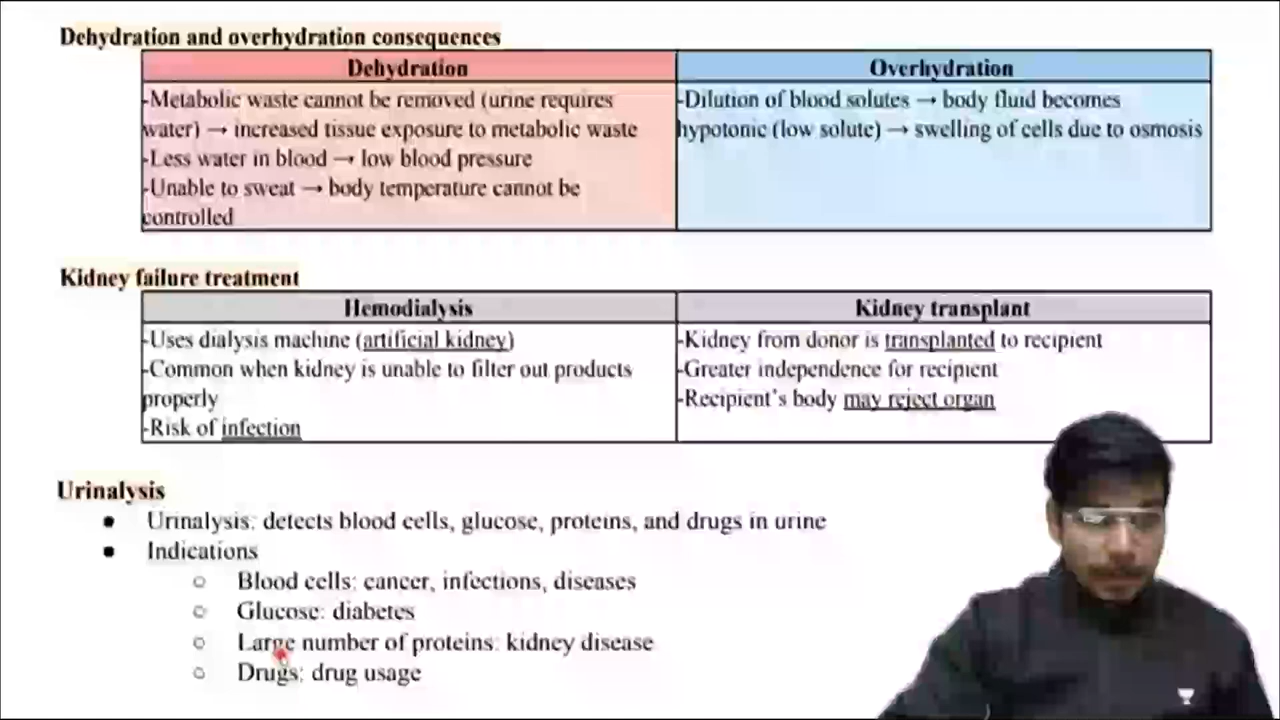 Dehydration and overhydration consequences
Dehydration
-Metabolic waste cannot be removed (urine requires
water) → increased tissue exposure to metabolic waste
-Less water in blood → low blood pressure
-Unable to sweat → body temperature cannot be
controlled
Overhydration
-Dilution of blood solutes → body fluid becomes
hypotonic (low solute) → swelling of cells due to osmosis
Kidney failure treatment
Hemodialysis
-Uses dialysis machine (artificial kidney)
-Common when kidney is unable to filter out products
properly
-Risk of infection
Kidney transplant
-Kidney from donor is transplanted to recipient
-Greater independence for recipient
-Recipient's body may reject organ
Urinalysis
● Urinalysis: detects blood cells, glucose, proteins, and drugs in urine
● Indications
○ Blood cells: cancer, infections, diseases
○ Glucose: diabetes
○ Large number of proteins: kidney disease
○ Drugs: drug usage